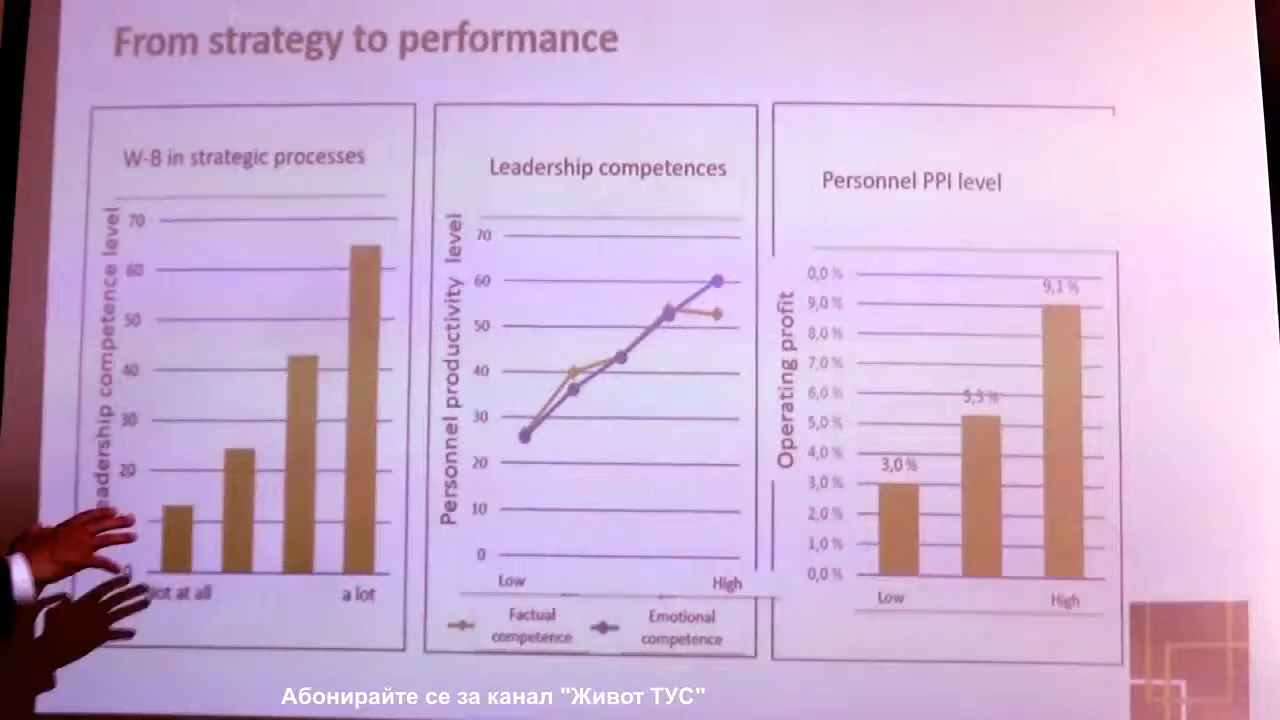 From strategy to performance
W-B in strategic processes
eadership competence level
70
60
50
40
30
20
0
ot at all
a lot
Leadership competences
Personnel productivity level
70
60
50
40
30
20
10
0
Low
High
Factual competence
Emotional competence
Personnel PPI level
Operating profit
0,0 %
9,0 %
8,0 %
7,0 %
6,0 %
5,0 %
4,0 %
3,0 %
2,0 %
1,0 %
0,0 %
3,0 %
5,3 %
9,1 %
Low
High
Абонирайте се за канал "Живот ТУС"